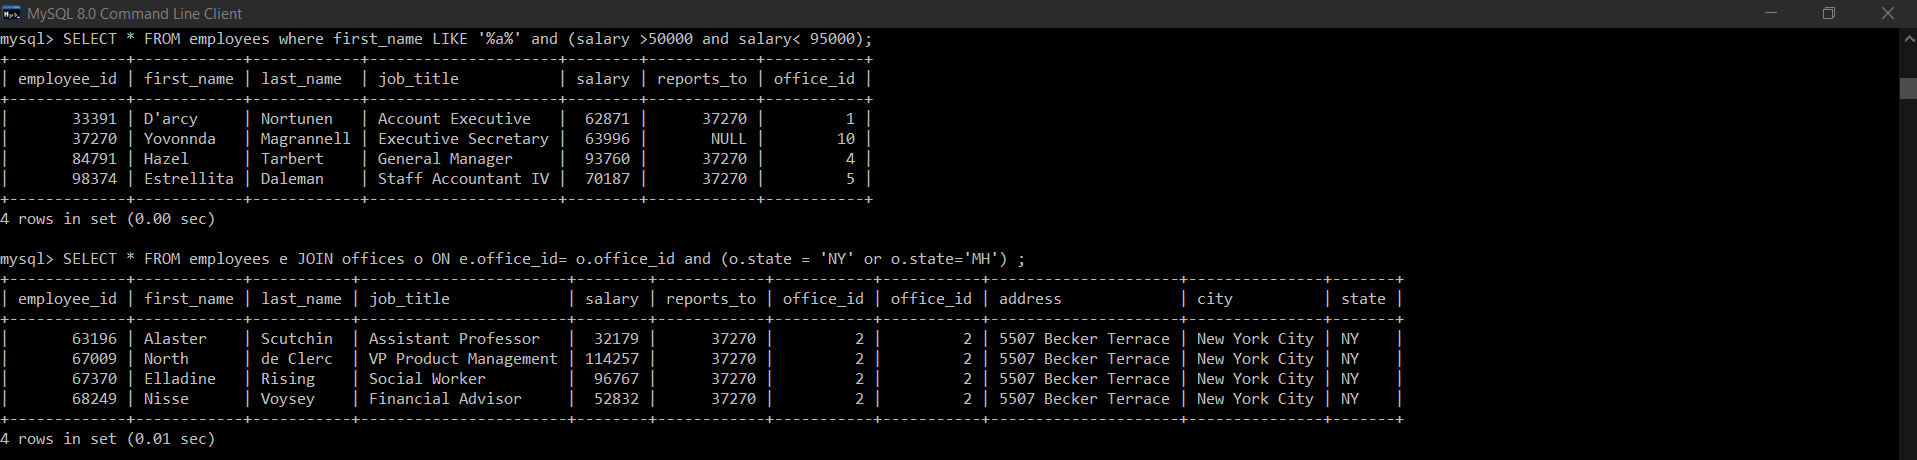 MySQL 8.0 Command Line Client
mysql> SELECT * FROM employees where first_name LIKE '%a%' and (salary >50000 and salary< 95000);
+-------------+------------+------------+---------------------+--------+------------+-----------+
| employee_id | first_name | last_name  | job_title           | salary | reports_to | office_id |
+-------------+------------+------------+---------------------+--------+------------+-----------+
|       33391 | D'arcy     | Nortunen   | Account Executive   |  62871 |      37270 |         1 |
|       37270 | Yovonnda   | Magrannell | Executive Secretary |  63996 |       NULL |        10 |
|       84791 | Hazel      | Tarbert    | General Manager     |  93760 |      37270 |         4 |
|       98374 | Estrellita | Daleman    | Staff Accountant IV |  70187 |      37270 |         5 |
+-------------+------------+------------+---------------------+--------+------------+-----------+
4 rows in set (0.00 sec)
mysql> SELECT * FROM employees e JOIN offices o ON e.office_id= o.office_id and (o.state = 'NY' or o.state='MH') ;
+-------------+------------+-----------+-----------------------+--------+------------+-----------+-----------+---------------------+---------------+-------+
| employee_id | first_name | last_name | job_title             | salary | reports_to | office_id | office_id | address             | city          | state |
+-------------+------------+-----------+-----------------------+--------+------------+-----------+-----------+---------------------+---------------+-------+
|       63196 | Alaster    | Scutchin  | Assistant Professor   |  32179 |      37270 |         2 |         2 | 5507 Becker Terrace | New York City | NY    |
|       67009 | North      | de Clerc  | VP Product Management | 114257 |      37270 |         2 |         2 | 5507 Becker Terrace | New York City | NY    |
|       67370 | Elladine   | Rising    | Social Worker         |  96767 |      37270 |         2 |         2 | 5507 Becker Terrace | New York City | NY    |
|       68249 | Nisse      | Voysey    | Financial Advisor     |  52832 |      37270 |         2 |         2 | 5507 Becker Terrace | New York City | NY    |
+-------------+------------+-----------+-----------------------+--------+------------+-----------+-----------+---------------------+---------------+-------+
4 rows in set (0.01 sec)